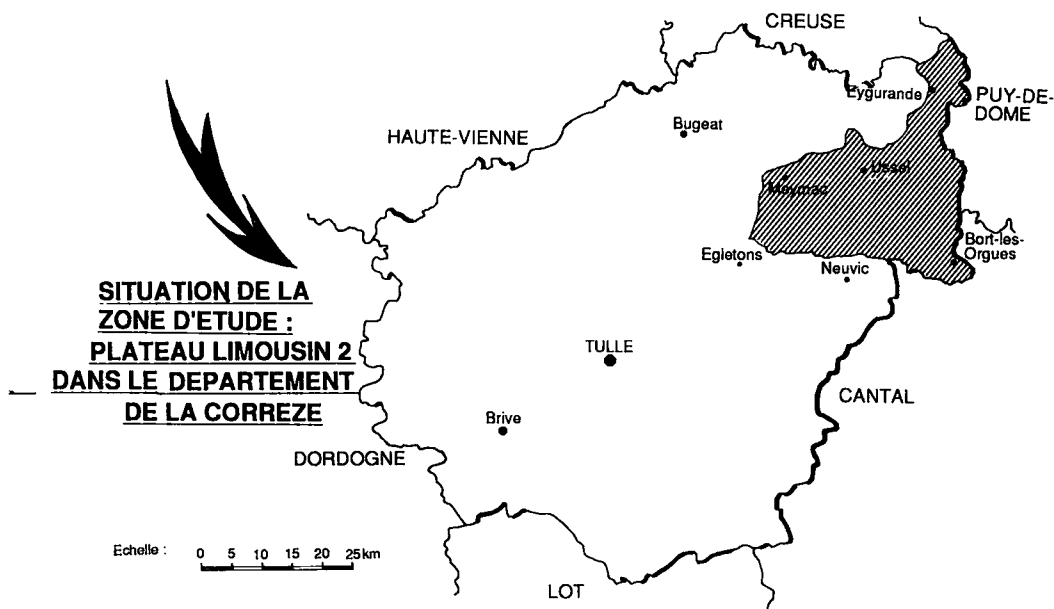 CREUSE
Eygurande
PUY-DE-
DOME
Bugeat
HAUTE-VIENNE
Ussel
Meymac
Bort-les-
Orgues
Egletons
Neuvic
SITUATION DE LA
ZONE D'ETUDE :
PLATEAU LIMOUSIN 2
DANS LE DEPARTEMENT
DE LA CORREZE
TULLE
CANTAL
Brive
DORDOGNE
Echelle : 0 5 10 15 20 25 km
LOT